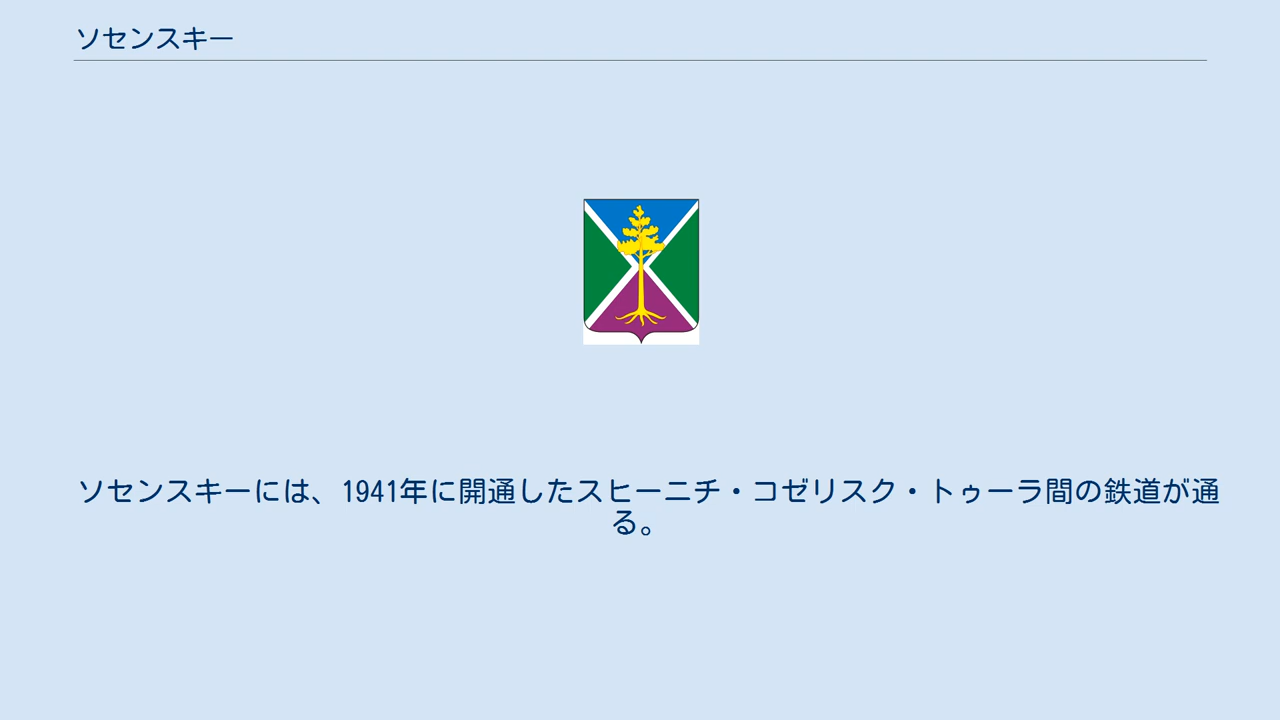 ソセンスキー
ソセンスキーには、1941年に開通したスヒーニチ・コゼリスク・トゥーラ間の鉄道が通
る。